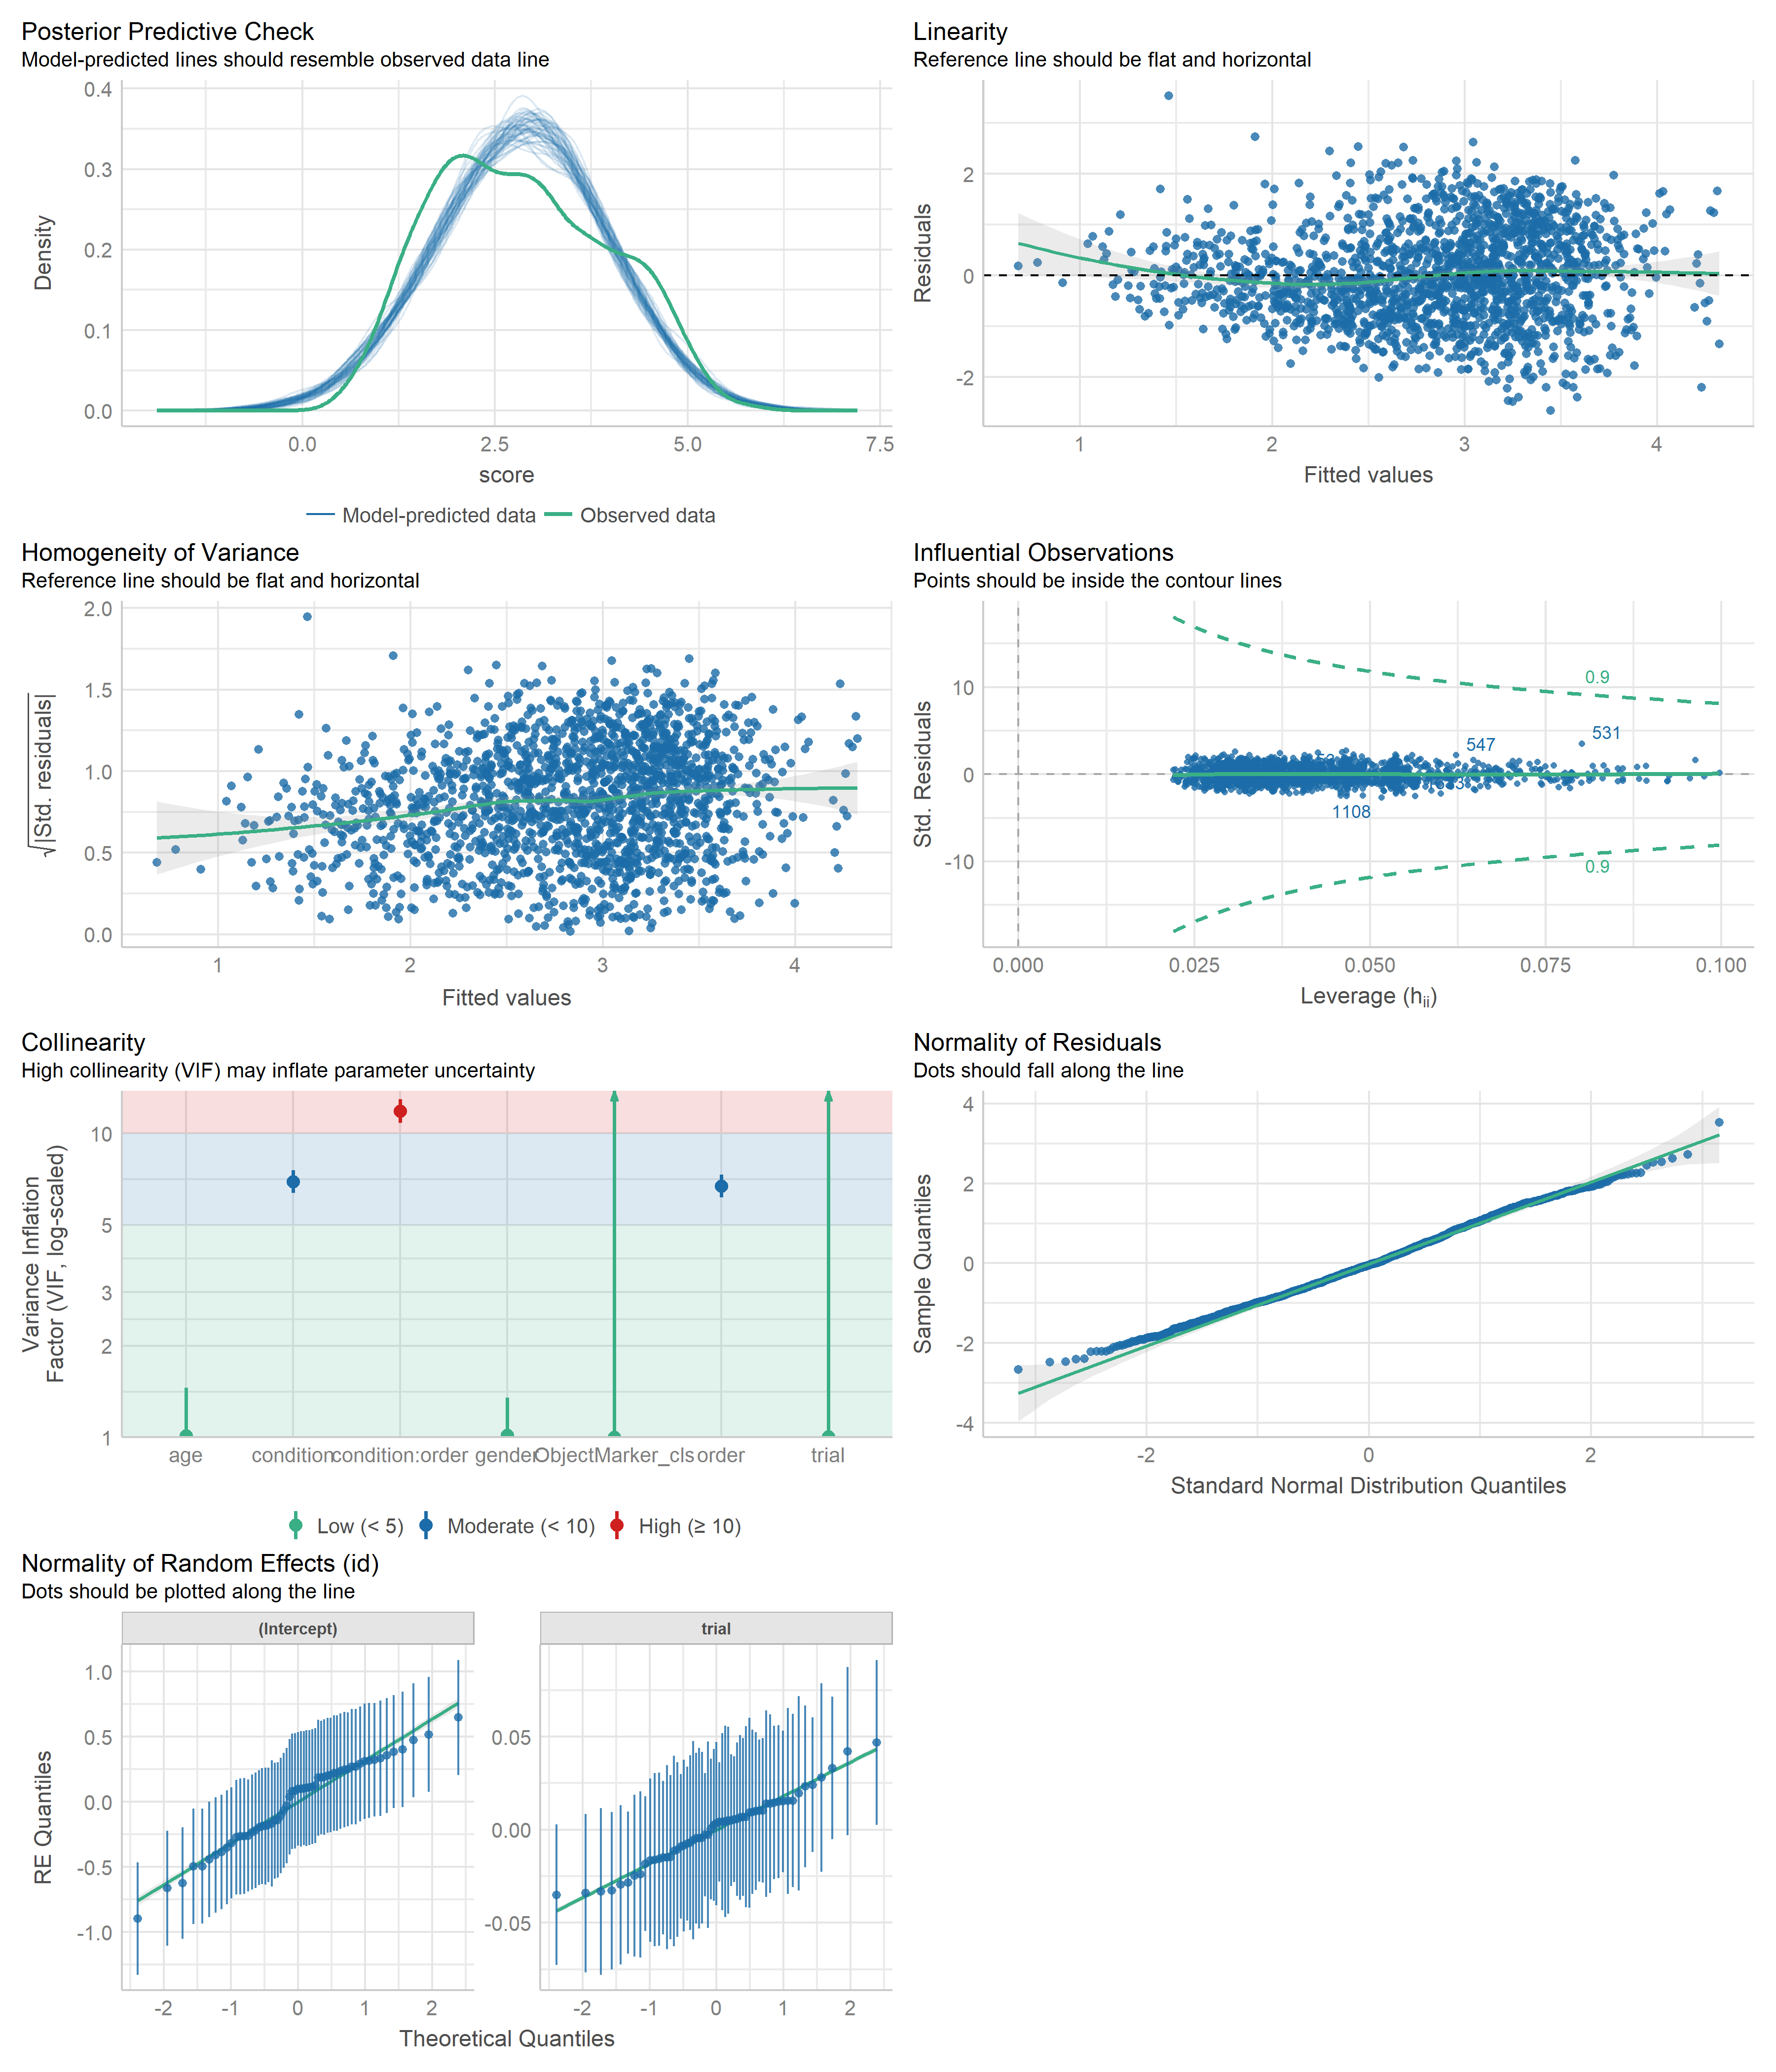 Posterior Predictive Check
Model-predicted lines should resemble observed data line
0.4
0.3
0.2
0.1
0.0
Density
0.0 2.5 5.0 7.5
score
Model-predicted data Observed data
Linearity
Reference line should be flat and horizontal
2
0
-2
Residuals
1 2 3 4
Fitted values
Homogeneity of Variance
Reference line should be flat and horizontal
2.0
1.5
1.0
0.5
0.0
√|Std. residuals|
1 2 3 4
Fitted values
Influential Observations
Points should be inside the contour lines
10
0
-10
Std. Residuals
0.9
531
547
1108
0.9
0.000 0.025 0.050 0.075 0.100
Leverage (hii)
Collinearity
High collinearity (VIF) may inflate parameter uncertainty
10
5
3
2
1
Variance Inflation
Factor (VIF, log-scaled)
age condition condition:order gender ObjectMarker_cls order trial
Low (< 5) Moderate (< 10) High (≥ 10)
Normality of Residuals
Dots should fall along the line
4
2
0
-2
-4
Sample Quantiles
-2 0 2
Standard Normal Distribution Quantiles
Normality of Random Effects (id)
Dots should be plotted along the line
(Intercept) trial
1.0
0.5
0.0
-0.5
-1.0
RE Quantiles
0.05
0.00
-0.05
-2 -1 0 1 2 -2 -1 0 1 2
Theoretical Quantiles